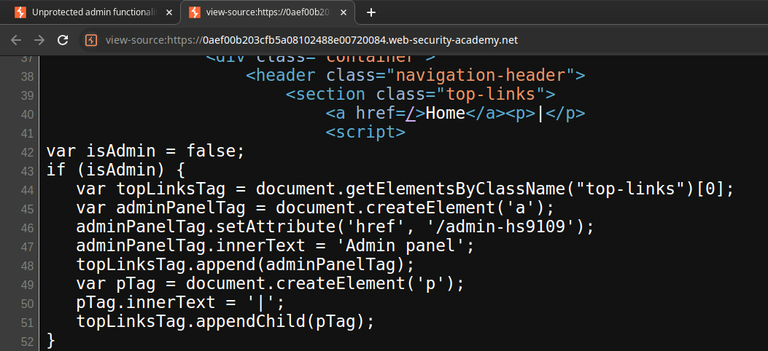 Unprotected admin functionali
view-source:https://0aef00b20
view-source:https://0aef00b203cfb5a08102488e00720084.web-security-academy.net
37 <div class="container">
38 <header class="navigation-header">
39 <section class="top-links">
40 <a href=/>Home</a><p>|</p>
41 <script>
42 var isAdmin = false;
43 if (isAdmin) {
44 var topLinksTag = document.getElementsByClassName("top-links")[0];
45 var adminPanelTag = document.createElement('a');
46 adminPanelTag.setAttribute('href', '/admin-hs9109');
47 adminPanelTag.innerText = 'Admin panel';
48 topLinksTag.append(adminPanelTag);
49 var pTag = document.createElement('p');
50 pTag.innerText = '|';
51 topLinksTag.appendChild(pTag);
52 }